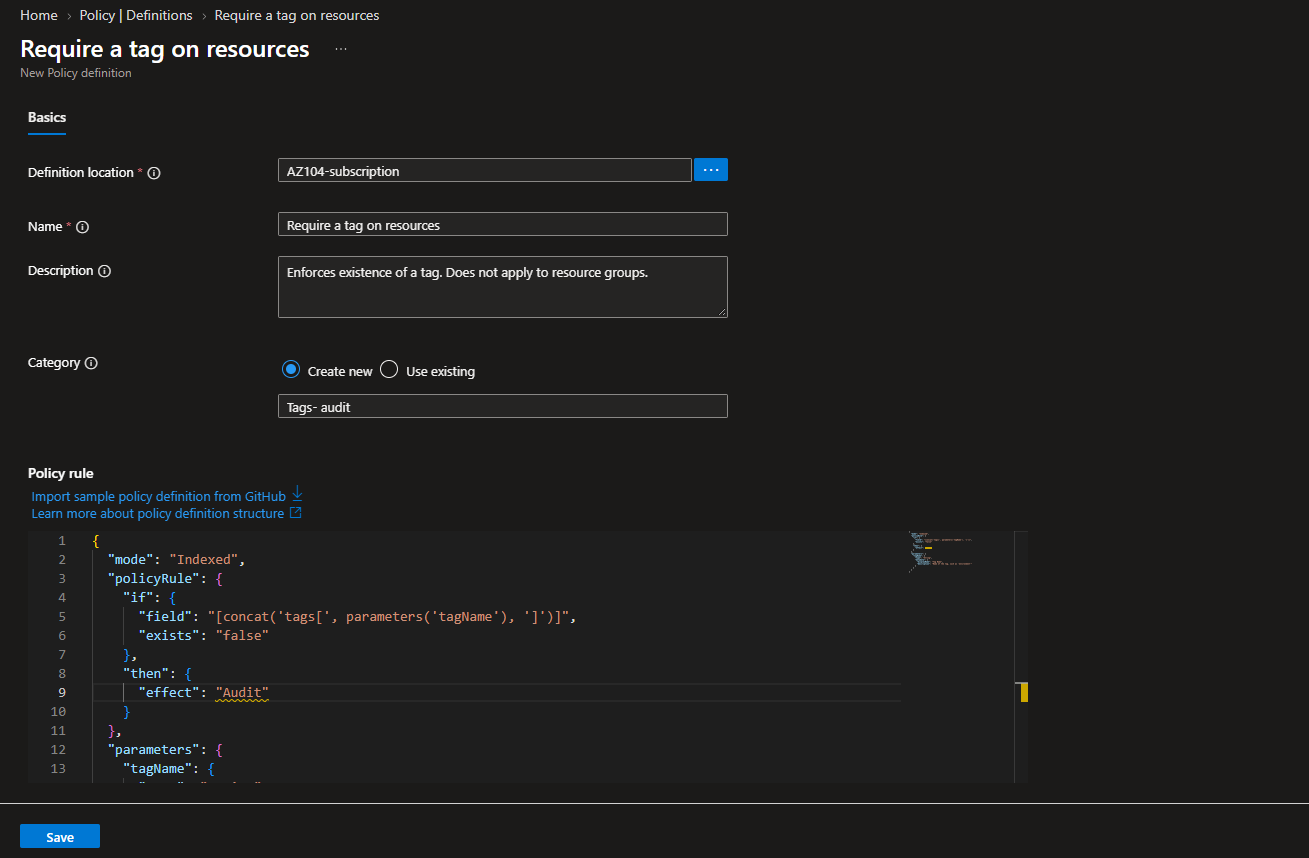 Home > Policy | Definitions > Require a tag on resources
Require a tag on resources ...
New Policy definition
Basics
Definition location * AZ104-subscription ...
Name * Require a tag on resources
Description Enforces existence of a tag. Does not apply to resource groups.
Category Create new Use existing
Tags- audit
Policy rule
Import sample policy definition from GitHub
Learn more about policy definition structure
1 {
2 "mode": "Indexed",
3 "policyRule": {
4 "if": {
5 "field": "[concat('tags[', parameters('tagName'), ']')]",
6 "exists": "false"
7 },
8 "then": {
9 "effect": "Audit"
10 }
11 },
12 "parameters": {
13 "tagName": {
Save